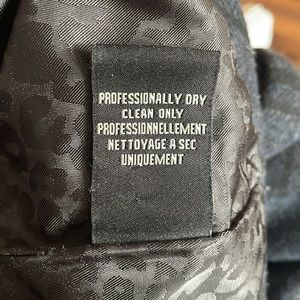 PROFESSIONALLY DRY
CLEAN ONLY
PROFESSIONNELLEMENT
NETTOYAGE A SEC
UNIQUEMENT